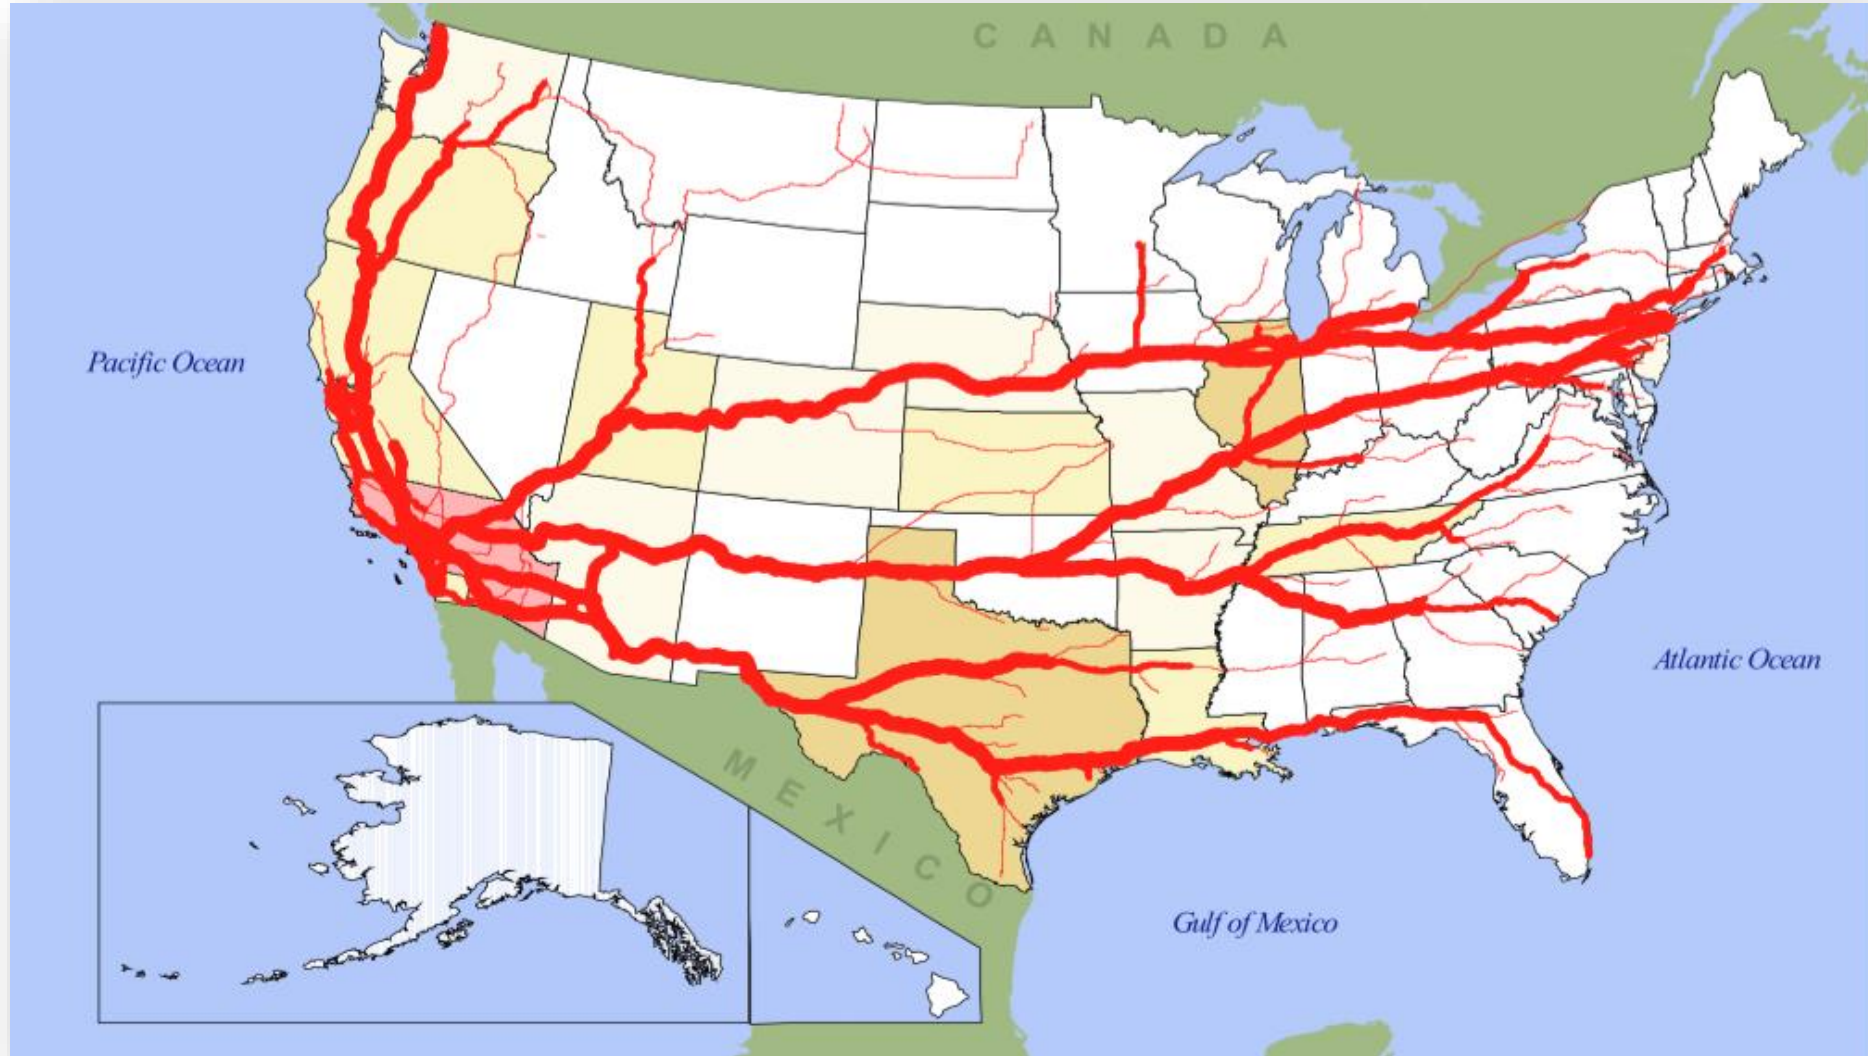 CANADA
Pacific Ocean
Atlantic Ocean
MEXICO
Gulf of Mexico